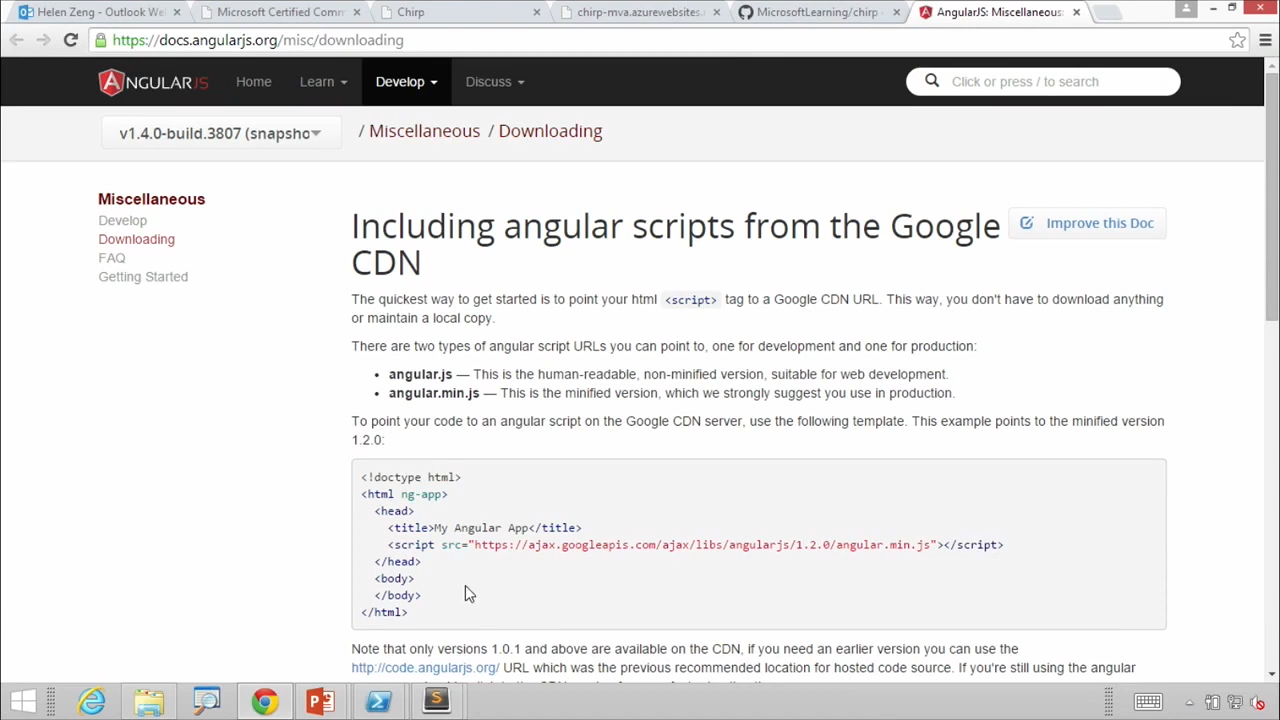 Helen Zeng - Outlook We
Microsoft Certified Comm
Chirp
chirp-mva.azurewebsites.
MicrosoftLearning/chirp
AngularJS: Miscellaneous:
https://docs.angularjs.org/misc/downloading
ANGULARJS
Home
Learn
Develop
Discuss
Click or press / to search
v1.4.0-build.3807 (snapsho
/ Miscellaneous / Downloading
Miscellaneous
Develop
Downloading
FAQ
Getting Started
Including angular scripts from the Google
CDN
Improve this Doc
The quickest way to get started is to point your html <script> tag to a Google CDN URL. This way, you don't have to download anything
or maintain a local copy.
There are two types of angular script URLs you can point to, one for development and one for production:
• angular.js — This is the human-readable, non-minified version, suitable for web development.
• angular.min.js — This is the minified version, which we strongly suggest you use in production.
To point your code to an angular script on the Google CDN server, use the following template. This example points to the minified version
1.2.0:
<!doctype html>
<html ng-app>
<head>
<title>My Angular App</title>
<script src="https://ajax.googleapis.com/ajax/libs/angularjs/1.2.0/angular.min.js"></script>
</head>
<body>
</body>
</html>
Note that only versions 1.0.1 and above are available on the CDN, if you need an earlier version you can use the
http://code.angularjs.org/ URL which was the previous recommended location for hosted code source. If you're still using the angular